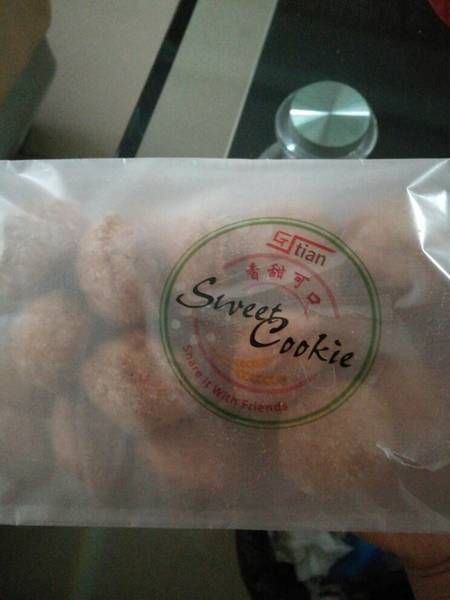 tian
香甜可口
Sweet
Cookie
Share It With Friends